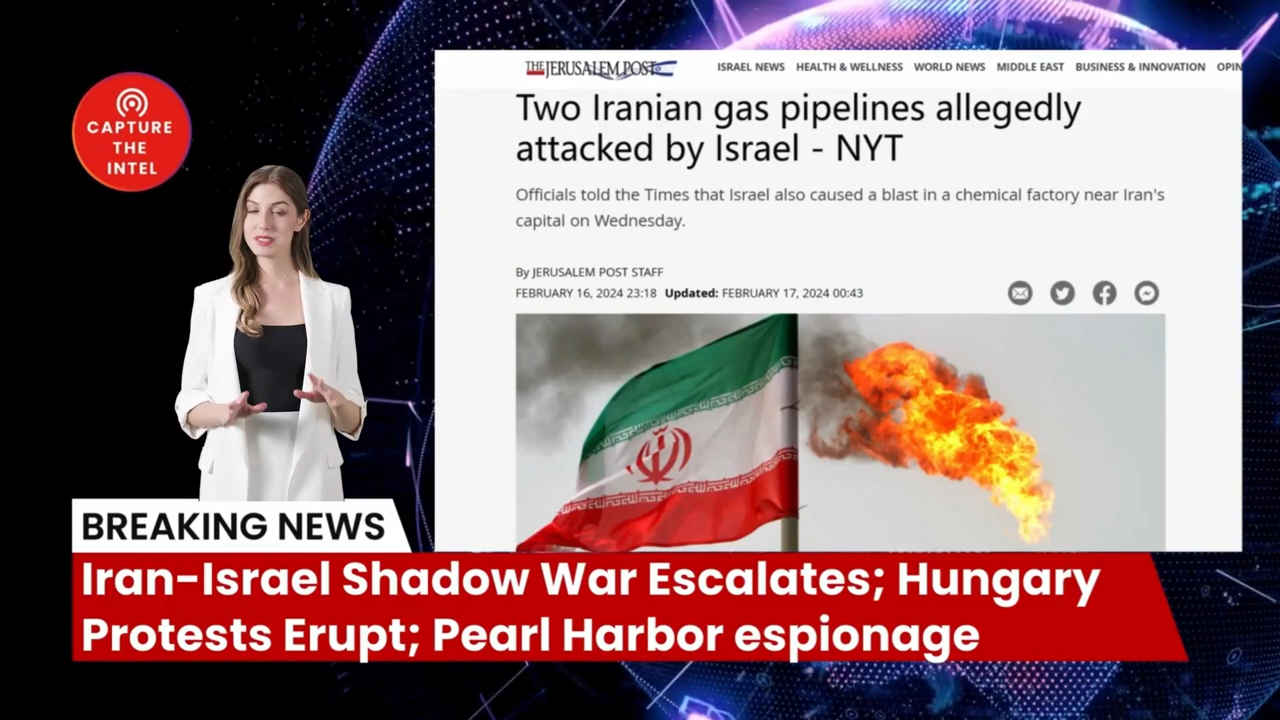 CAPTURE
THE
INTEL
THE JERUSALEM POST
ISRAEL NEWS HEALTH & WELLNESS WORLD NEWS MIDDLE EAST BUSINESS & INNOVATION OPIN
Two Iranian gas pipelines allegedly
attacked by Israel - NYT
Officials told the Times that Israel also caused a blast in a chemical factory near Iran's
capital on Wednesday.
By JERUSALEM POST STAFF
FEBRUARY 16, 2024 23:18 Updated: FEBRUARY 17, 2024 00:43
BREAKING NEWS
Iran-Israel Shadow War Escalates; Hungary
Protests Erupt; Pearl Harbor espionage